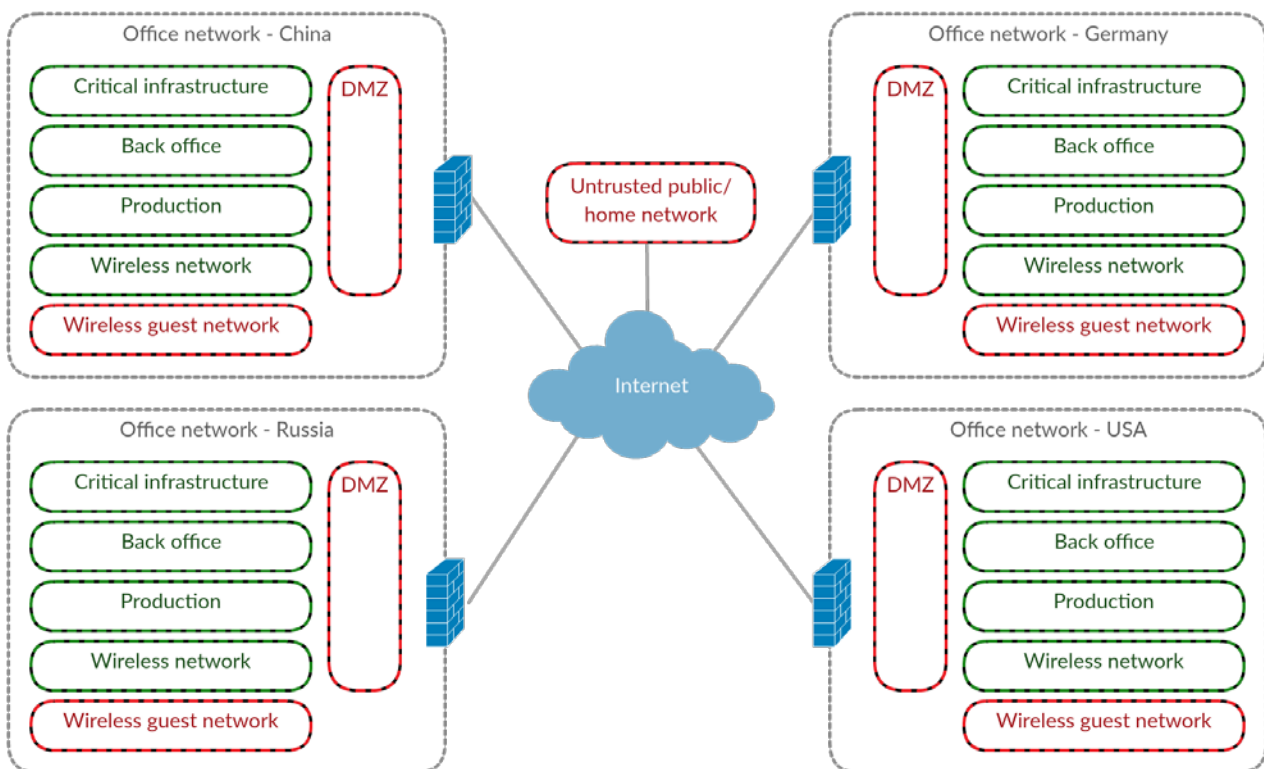 Office network - China
Critical infrastructure
DMZ
Back office
Production
Wireless network
Wireless guest network
Untrusted public/
home network
Office network - Germany
DMZ
Critical infrastructure
Back office
Production
Wireless network
Wireless guest network
Internet
Office network - Russia
Critical infrastructure
DMZ
Back office
Production
Wireless network
Wireless guest network
Office network - USA
DMZ
Critical infrastructure
Back office
Production
Wireless network
Wireless guest network